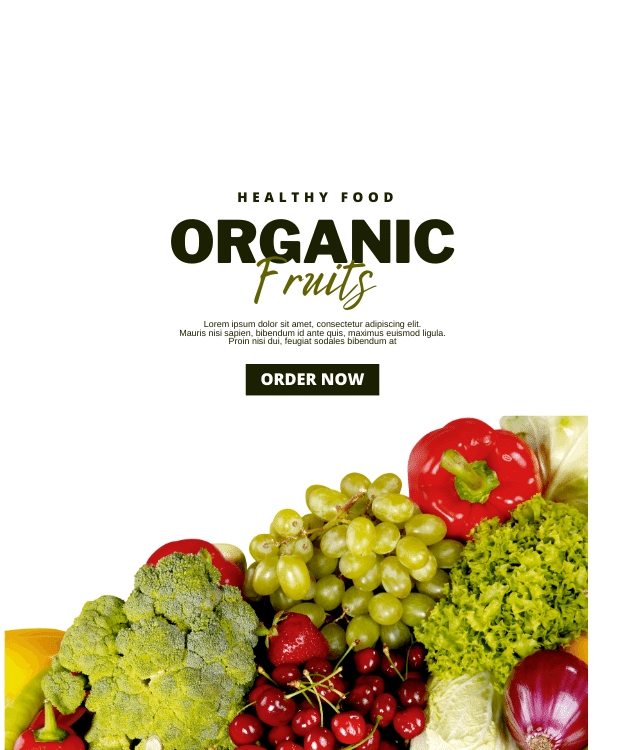 HEALTHY FOOD
ORGANIC
Fruits
Lorem ipsum dolor sit amet, consectetur adipiscing elit.
Mauris nisi sapien, bibendum id ante quis, maximus euismod ligula.
Proin nisi dui, feugiat sodales bibendum at
ORDER NOW